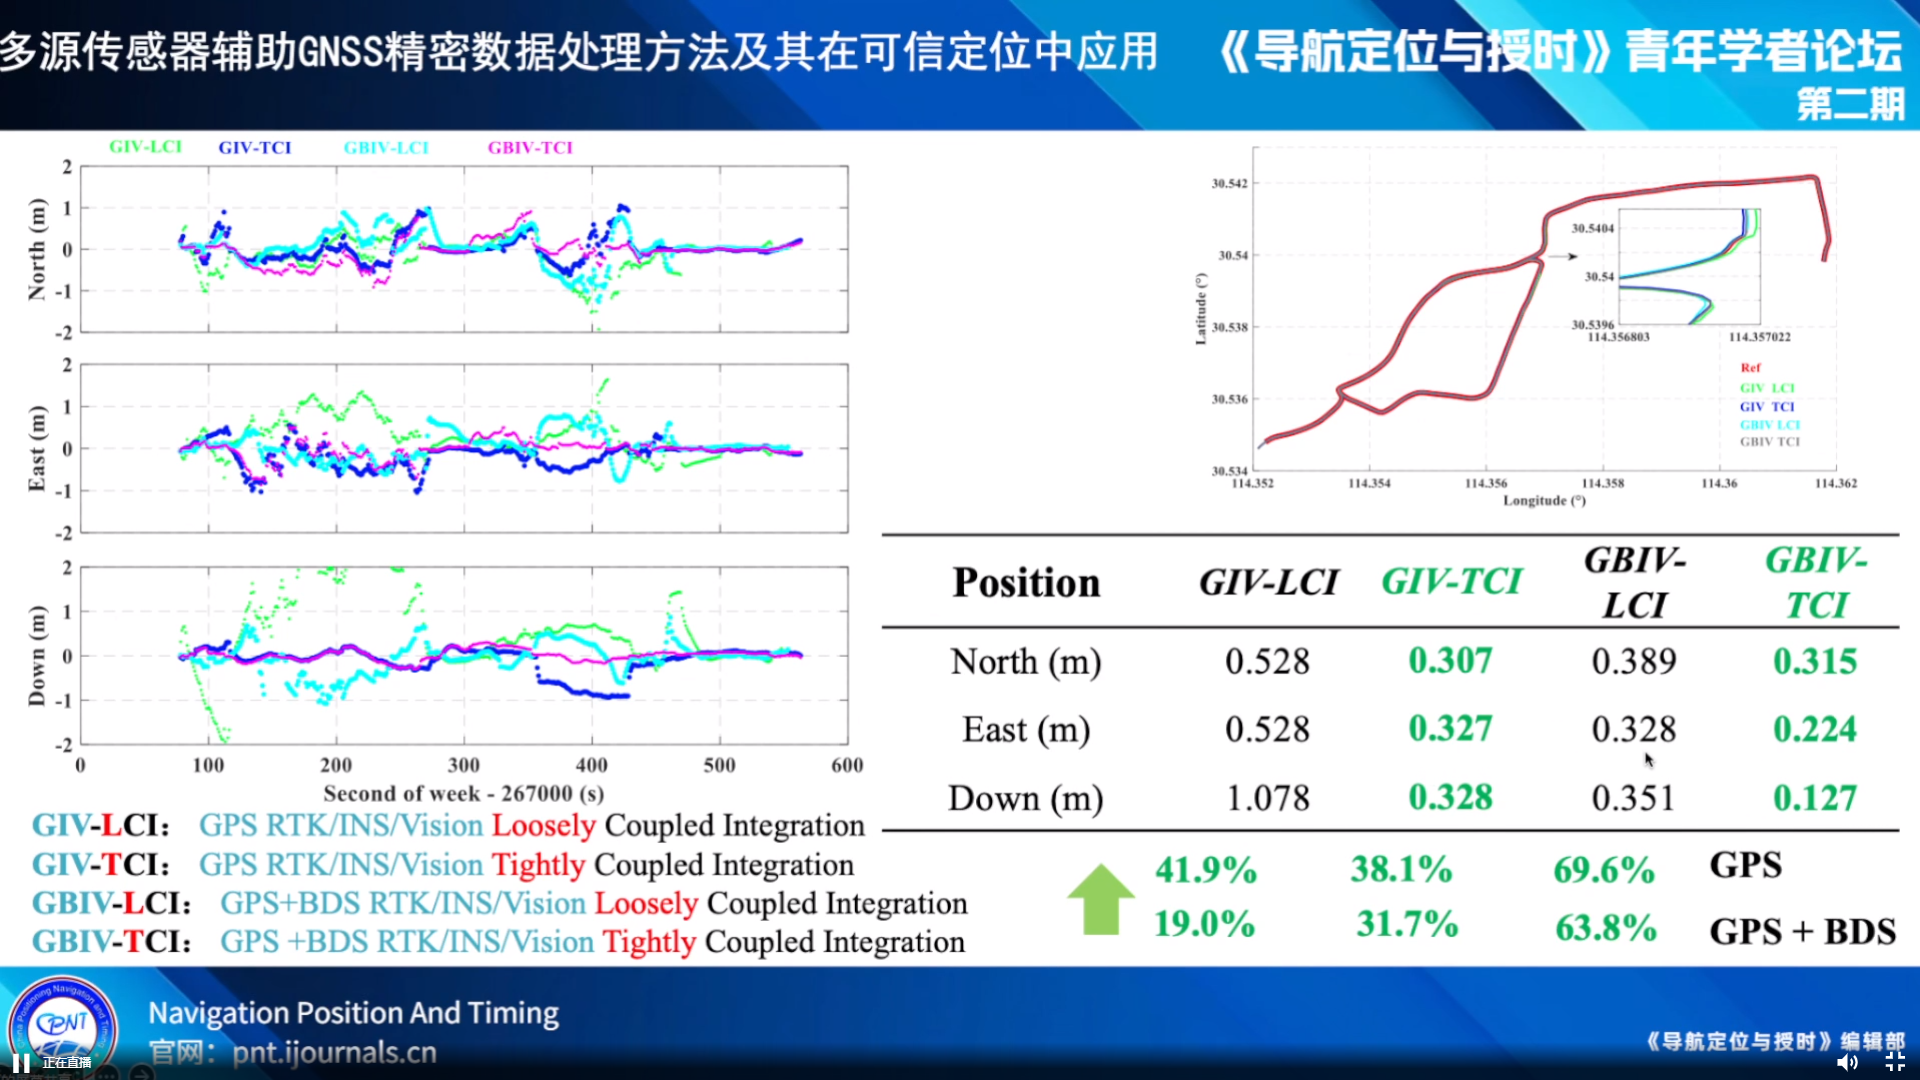 多源传感器辅助GNSS精密数据处理方法及其在可信定位中应用
《导航定位与授时》青年学者论坛
第二期
GIV-LCI GIV-TCI GBIV-LCI GBIV-TCI
North (m)
2
1
0
-1
-2
East (m)
2
1
0
-1
-2
Down (m)
2
1
0
-1
-2
0 100 200 300 400 500 600
Second of week - 267000 (s)
GIV-LCI： GPS RTK/INS/Vision Loosely Coupled Integration
GIV-TCI： GPS RTK/INS/Vision Tightly Coupled Integration
GBIV-LCI： GPS+BDS RTK/INS/Vision Loosely Coupled Integration
GBIV-TCI： GPS +BDS RTK/INS/Vision Tightly Coupled Integration
Latitude (°)
30.542
30.54
30.538
30.536
30.534
114.352 114.354 114.356 114.358 114.36 114.362
Longitude (°)
30.5404
30.54
30.5396
114.356803 114.357022
Ref
GIV LCI
GIV TCI
GBIV LCI
GBIV TCI
Position GIV-LCI GIV-TCI GBIV-LCI GBIV-TCI
North (m) 0.528 0.307 0.389 0.315
East (m) 0.528 0.327 0.328 0.224
Down (m) 1.078 0.328 0.351 0.127
41.9% 38.1% 69.6% GPS
19.0% 31.7% 63.8% GPS + BDS
Navigation Position And Timing
官网：pnt.ijournals.cn
《导航定位与授时》编辑部
正在直播